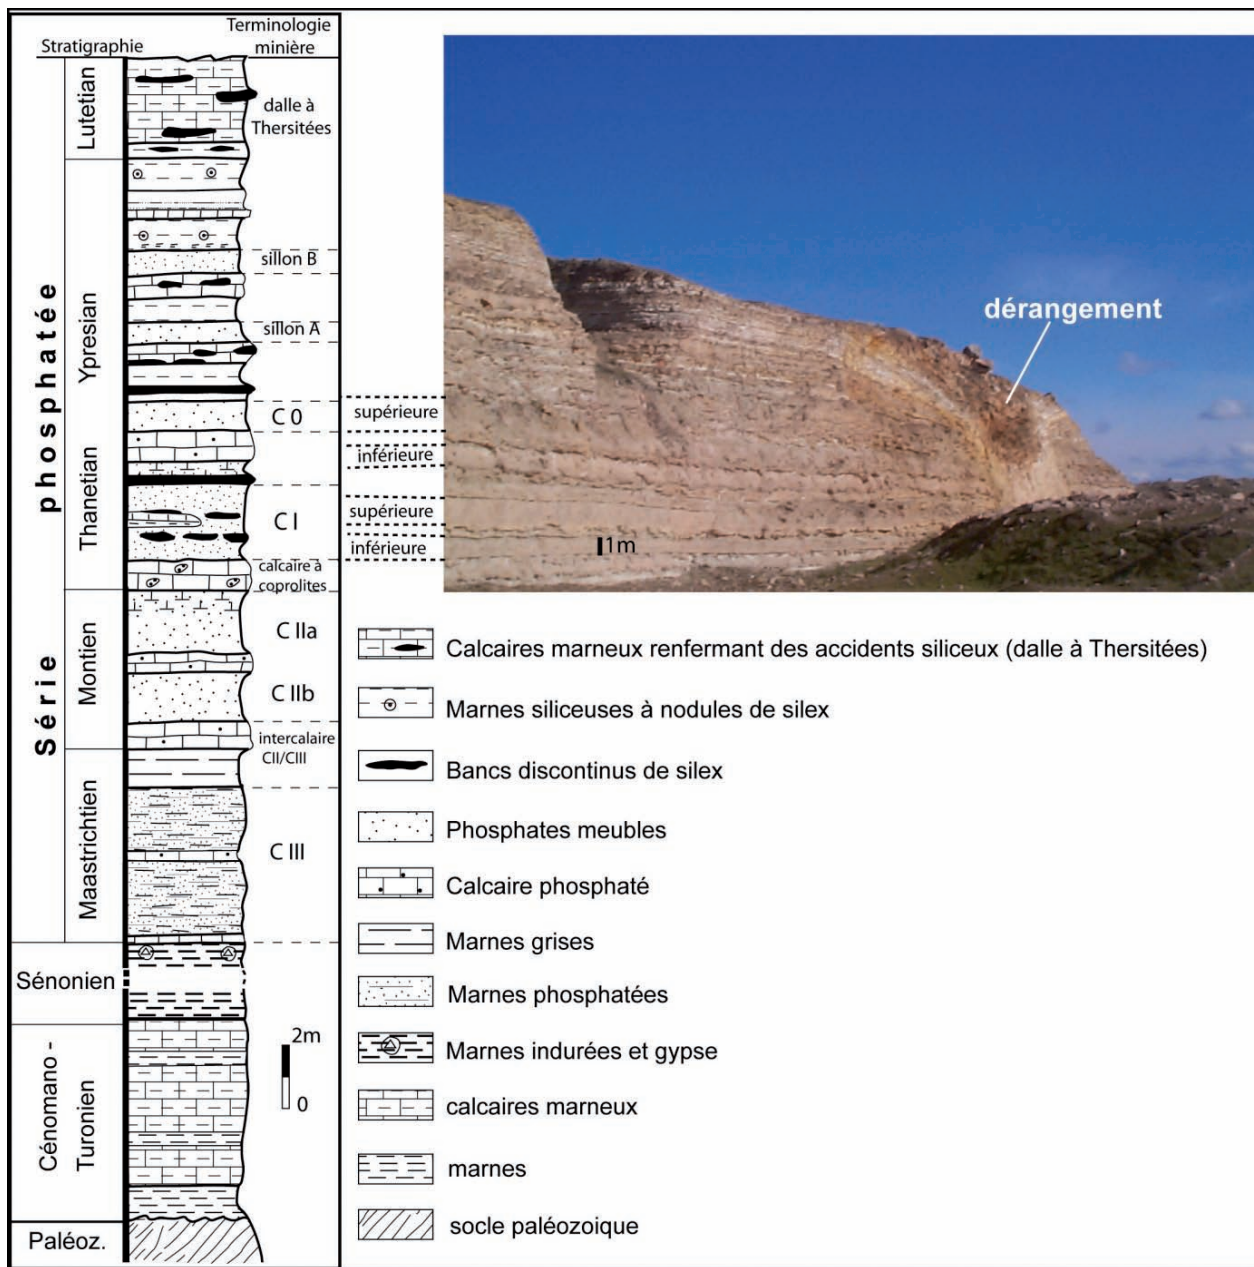 Stratigraphie
Terminologie
minière
Série phosphatée
Lutetian
Ypresian
Thanetian
Montien
Maastrichtien
Sénonien
Cénomano -
Turonien
Paléoz.
dalle à
Thersitées
sillon B
sillon A
C 0
C I
calcaire à
coprolites
C IIa
C IIb
intercalaire
CII/CIII
C III
2m
0
supérieure
inférieure
supérieure
inférieure
dérangement
1m
Calcaires marneux renfermant des accidents siliceux (dalle à Thersitées)
Marnes siliceuses à nodules de silex
Bancs discontinus de silex
Phosphates meubles
Calcaire phosphaté
Marnes grises
Marnes phosphatées
Marnes indurées et gypse
calcaires marneux
marnes
socle paléozoique